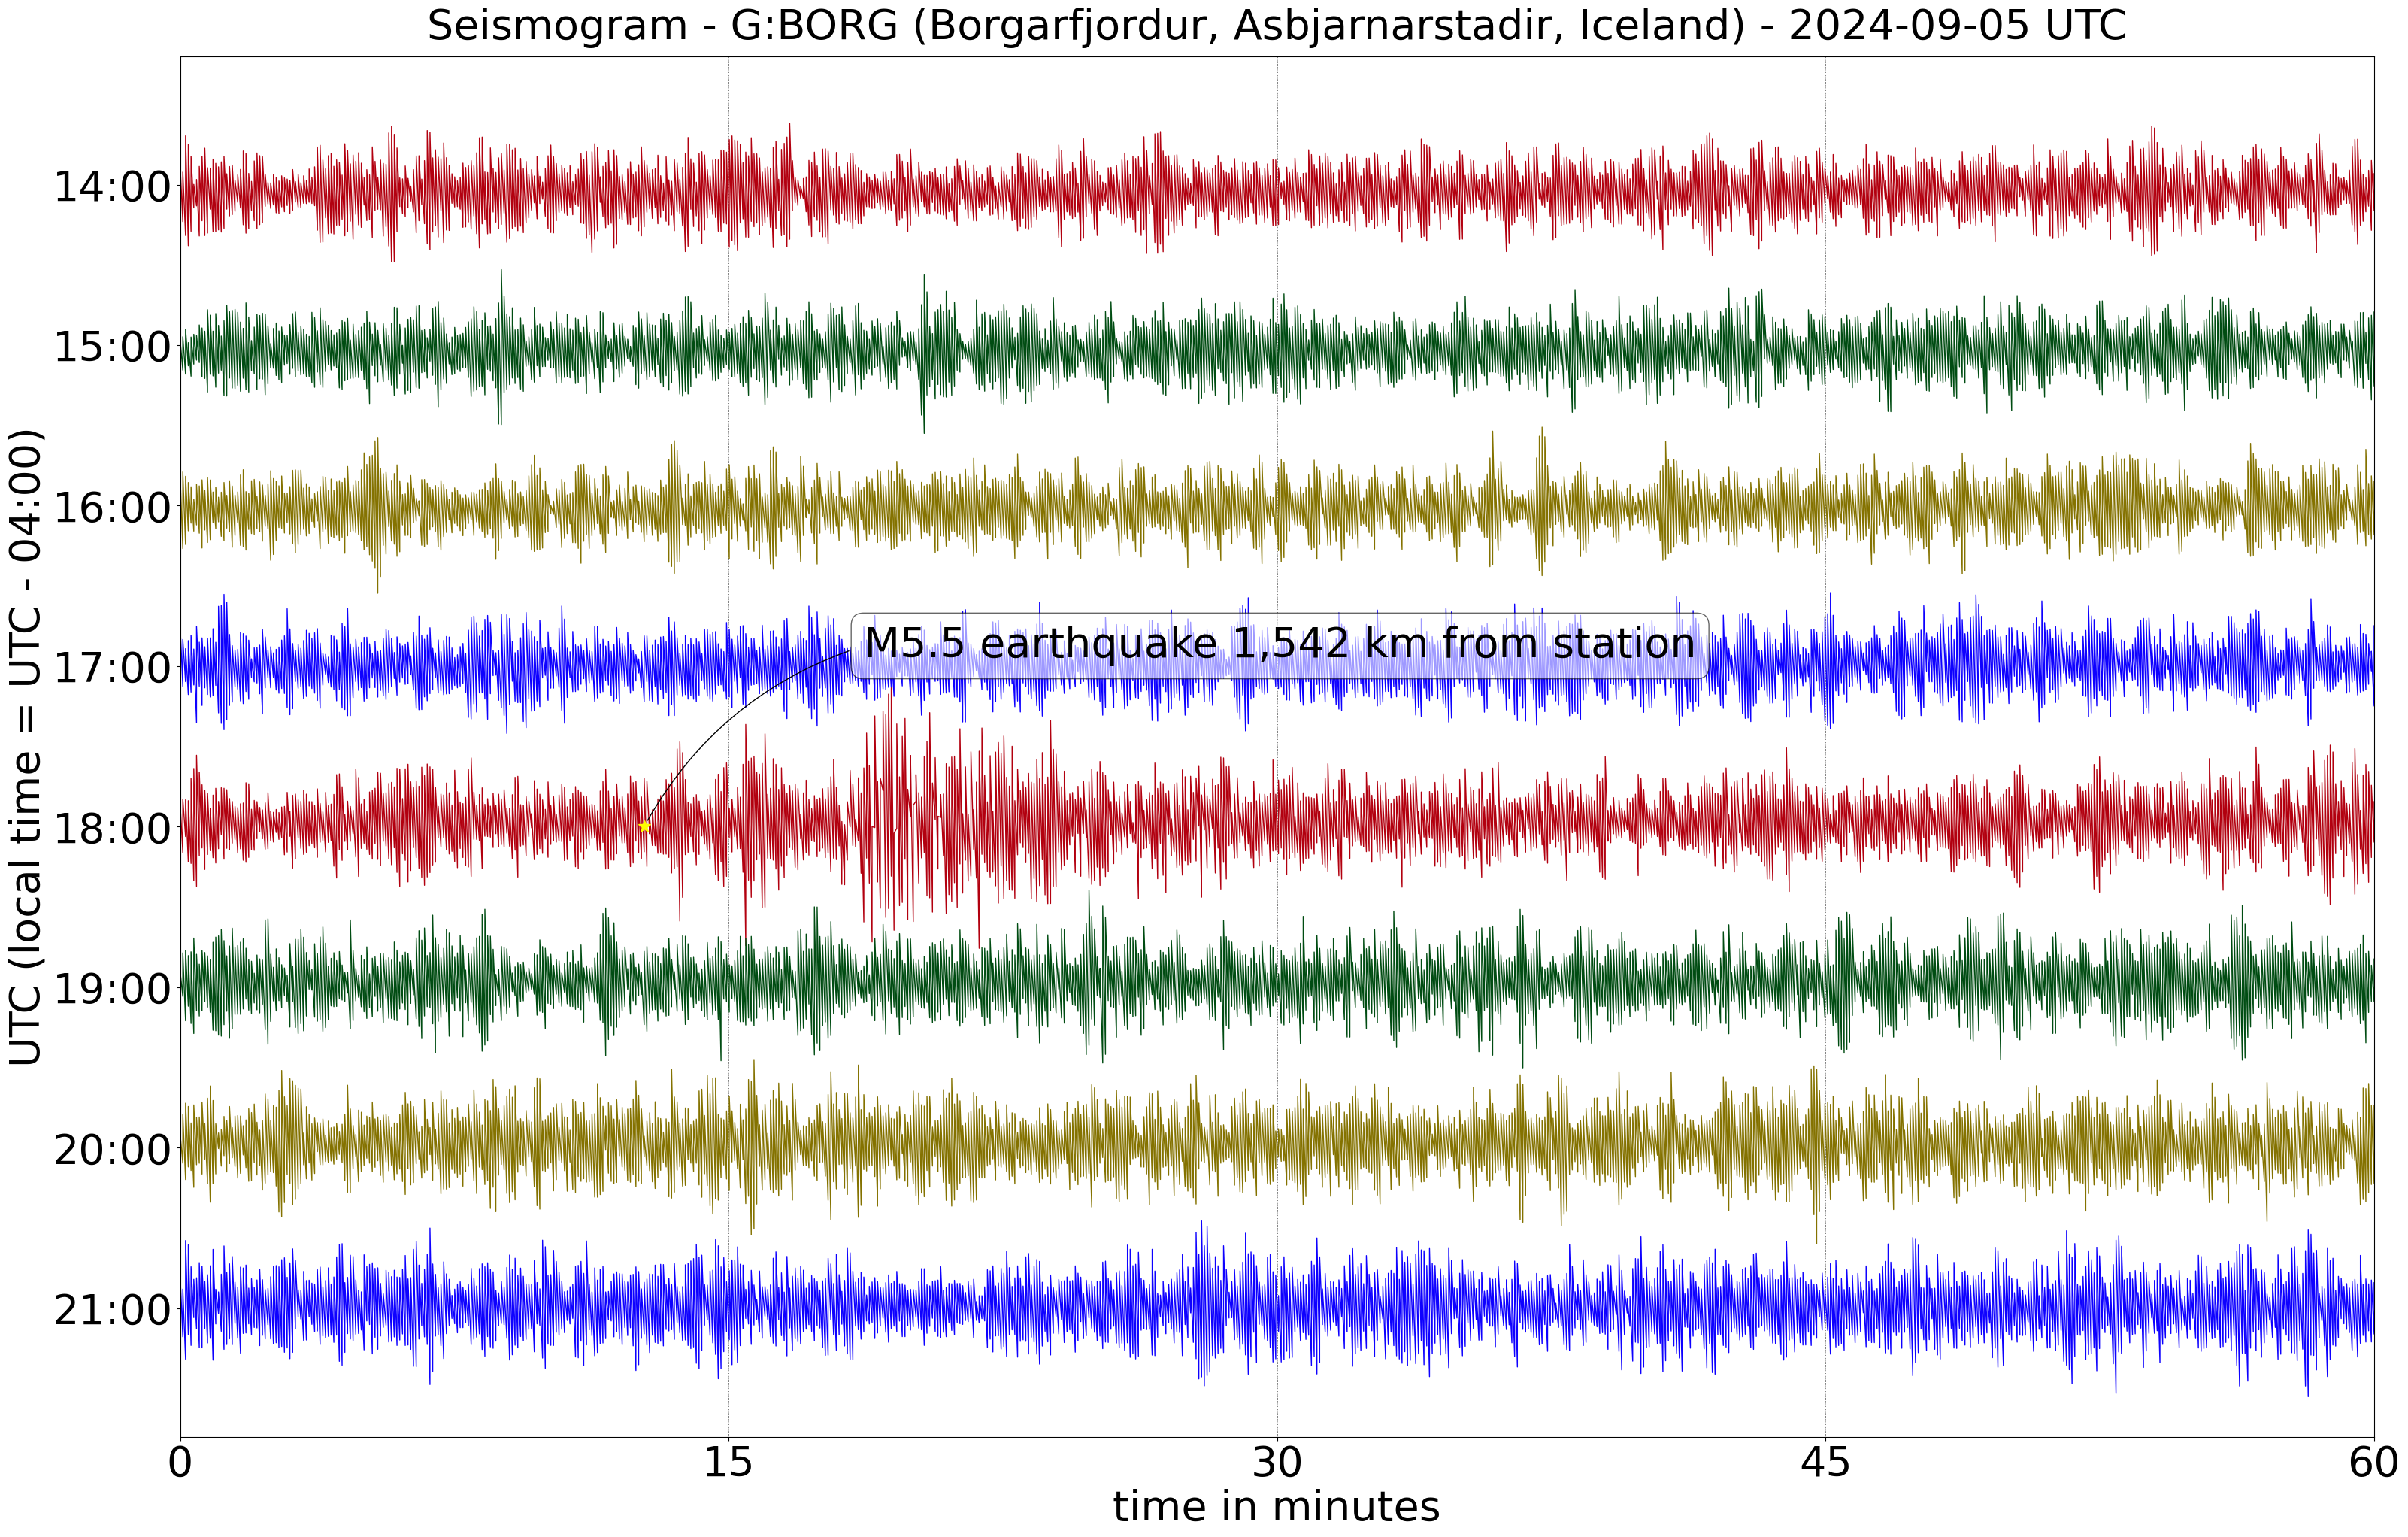 Seismogram - G:BORG (Borgarfjordur, Asbjarnarstadir, Iceland) - 2024-09-05 UTC
UTC (local time = UTC - 04:00)
14:00
15:00
16:00
17:00
M5.5 earthquake 1,542 km from station
18:00
19:00
20:00
21:00
0 15 30 45 60
time in minutes